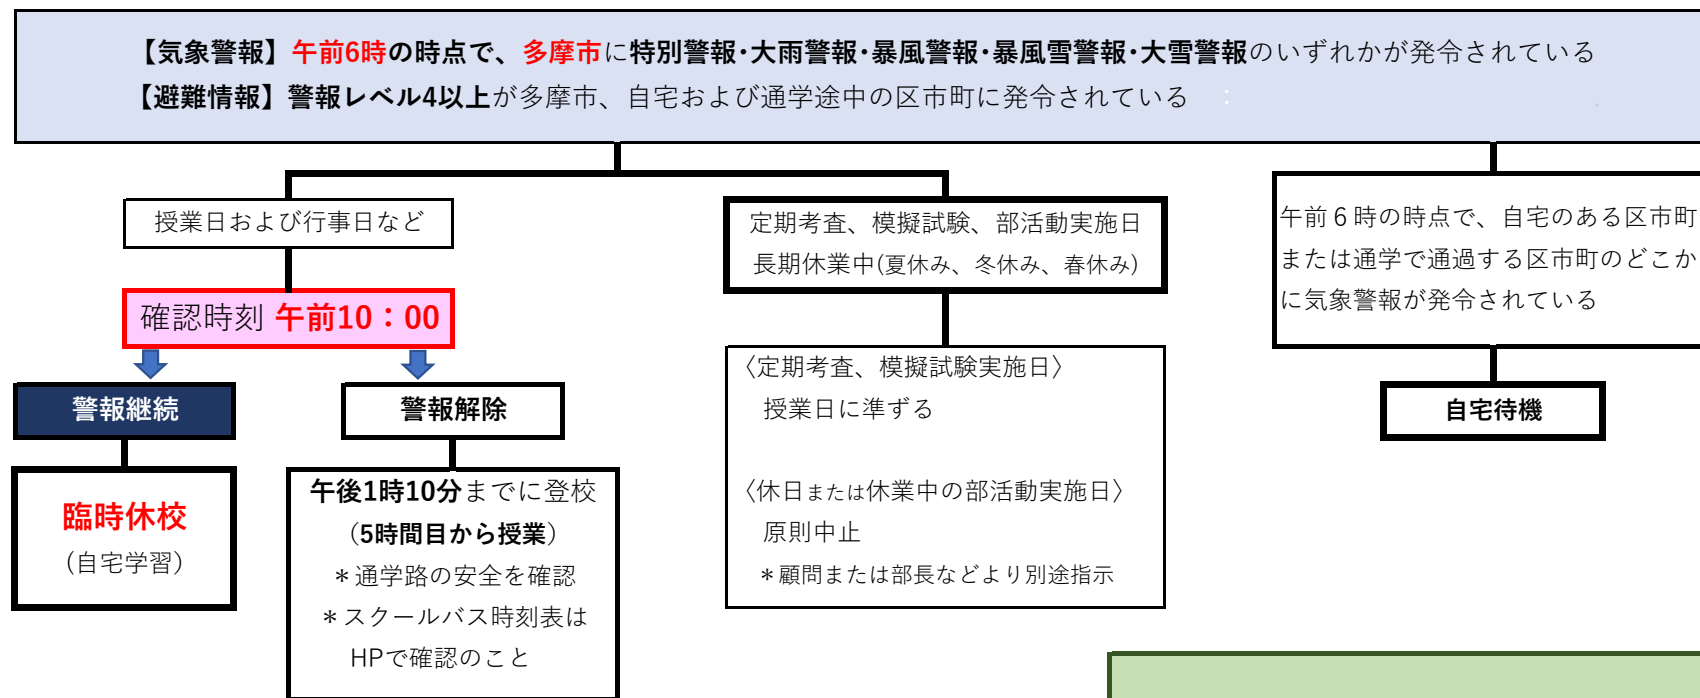 【気象警報】午前6時の時点で、多摩市に特別警報･大雨警報･暴風警報･暴風雪警報･大雪警報のいずれかが発令されている
【避難情報】警報レベル4以上が多摩市、自宅および通学途中の区市町に発令されている　：
授業日および行事日など
確認時刻 午前10：00
警報継続
臨時休校
(自宅学習)
警報解除
午後1時10分までに登校
（5時間目から授業）
＊通学路の安全を確認
＊スクールバス時刻表は
HPで確認のこと
定期考査、模擬試験、部活動実施日
長期休業中(夏休み、冬休み、春休み)
〈定期考査、模擬試験実施日〉
授業日に準ずる
〈休日または休業中の部活動実施日〉
原則中止
＊顧問または部長などより別途指示
午前６時の時点で、自宅のある区市町
または通学で通過する区市町のどこか
に気象警報が発令されている
自宅待機